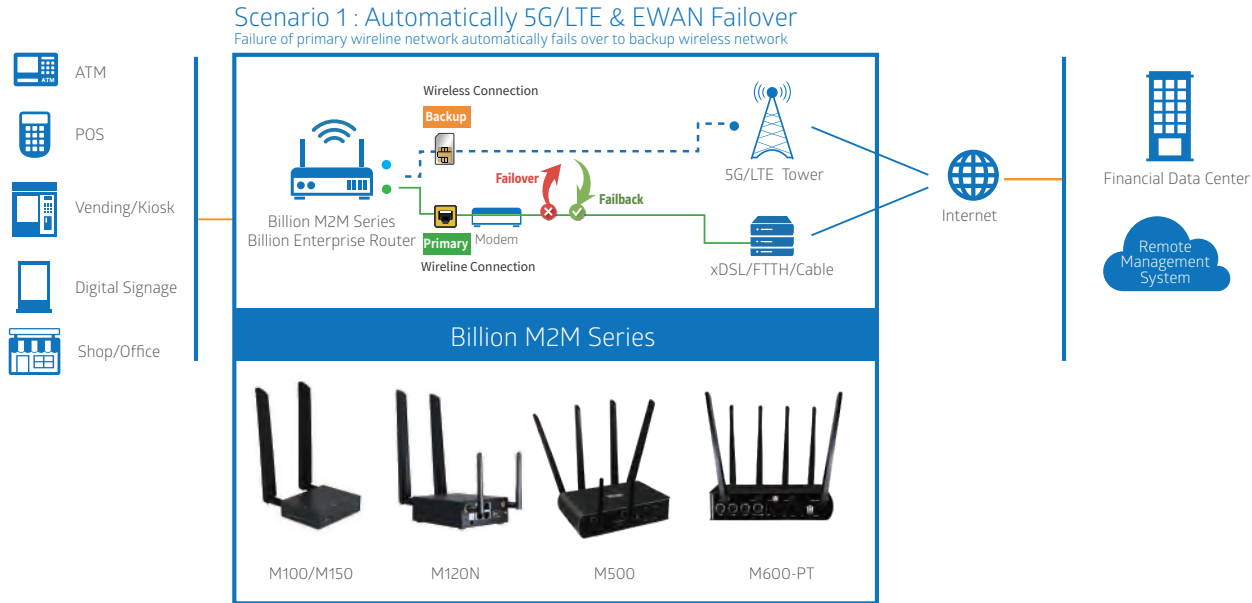 Scenario 1 : Automatically 5G/LTE & EWAN Failover
Failure of primary wireline network automatically fails over to backup wireless network
ATM
ATM
POS
Vending/Kiosk
Digital Signage
Shop/Office
Wireless Connection
Backup
Failover
Failback
Billion M2M Series
Billion Enterprise Router
Primary
Modem
Wireline Connection
5G/LTE Tower
xDSL/FTTH/Cable
Internet
Financial Data Center
Remote
Management
System
Billion M2M Series
M100/M150
M120N
M500
M600-PT